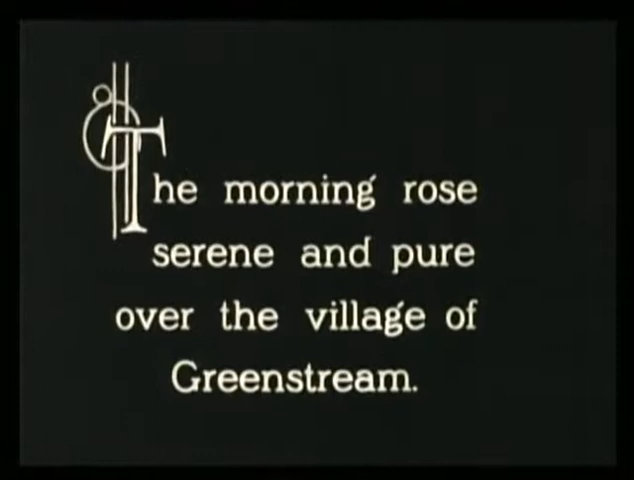 The morning rose
serene and pure
over the village of
Greenstream.